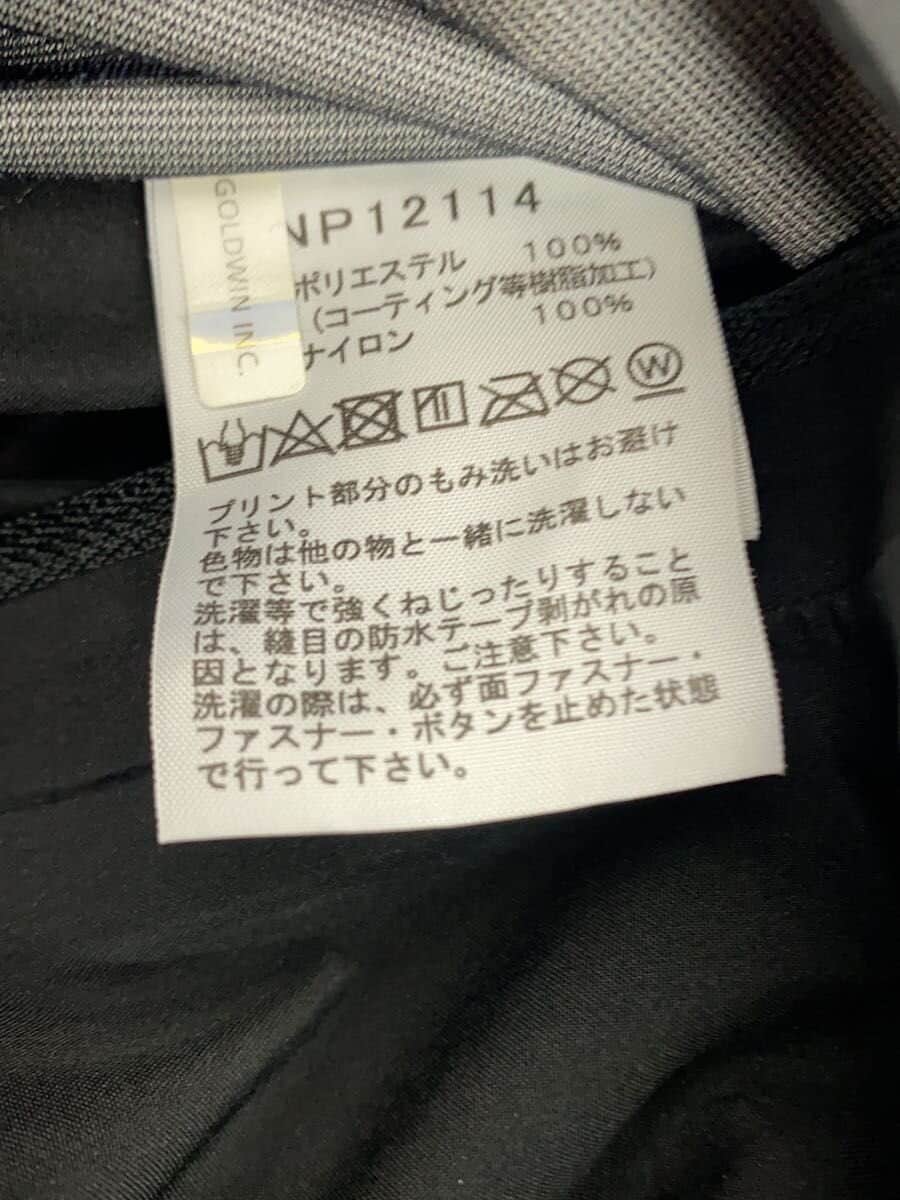 GOLDWIN INC.
NP12114
ポリエステル 100%
(コーティング等樹脂加工)
ナイロン 100%
W
プリント部分のもみ洗いはお避け
下さい。
色物は他の物と一緒に洗濯しない
で下さい。
洗濯等で強くねじったりすること
は、縫目の防水テープ剥がれの原
因となります。ご注意下さい。
洗濯の際は、必ず面ファスナー・
ファスナー・ボタンを止めた状態
で行って下さい。